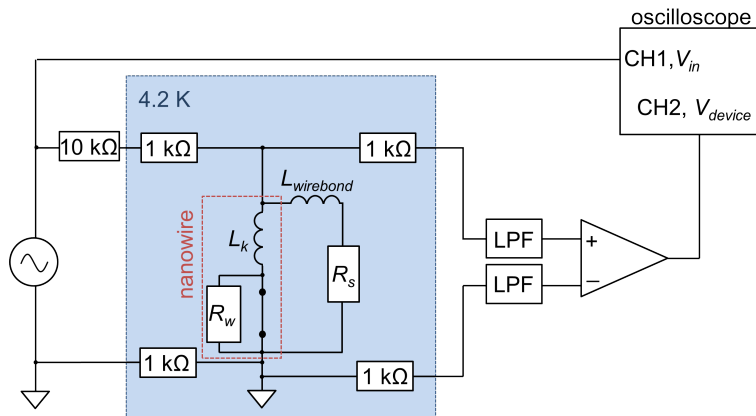 oscilloscope
CH1, V_in
CH2, V_device
4.2 K
10 kΩ
1 kΩ
1 kΩ
L_wirebond
nanowire
L_k
R_s
R_w
LPF
+
LPF
−
1 kΩ
1 kΩ